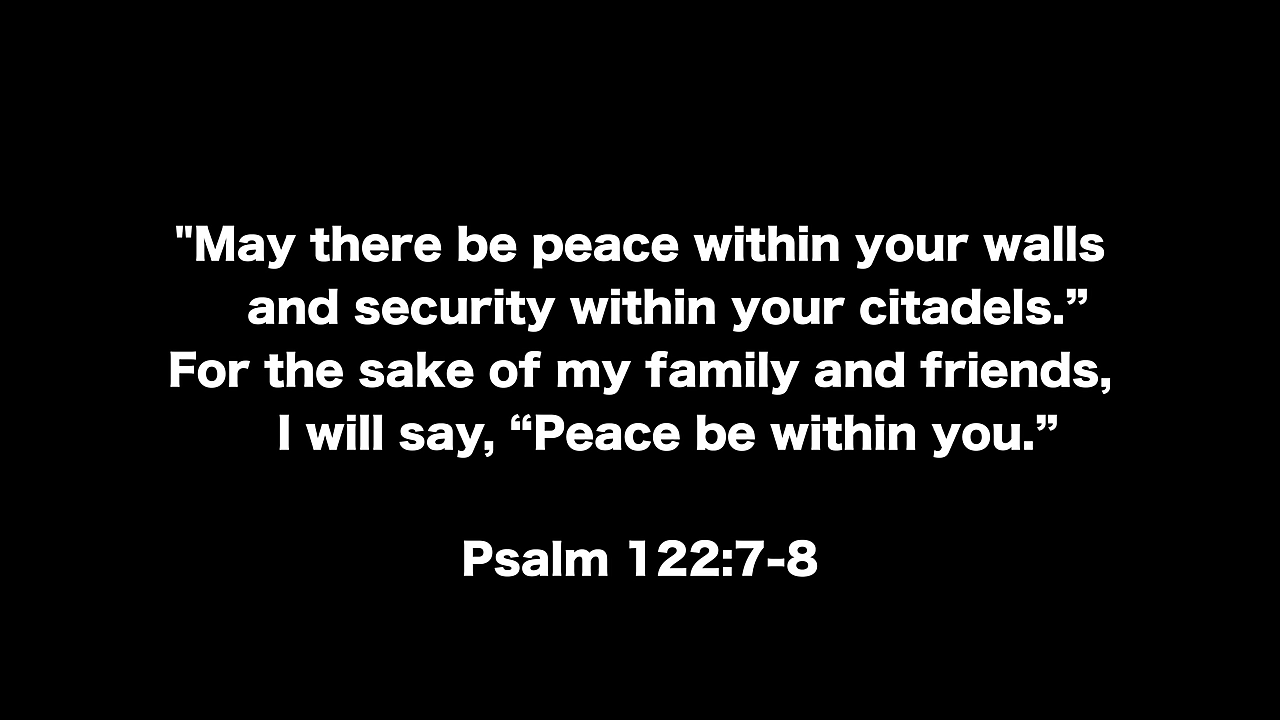 "May there be peace within your walls
and security within your citadels.”
For the sake of my family and friends,
I will say, “Peace be within you.”
Psalm 122:7-8